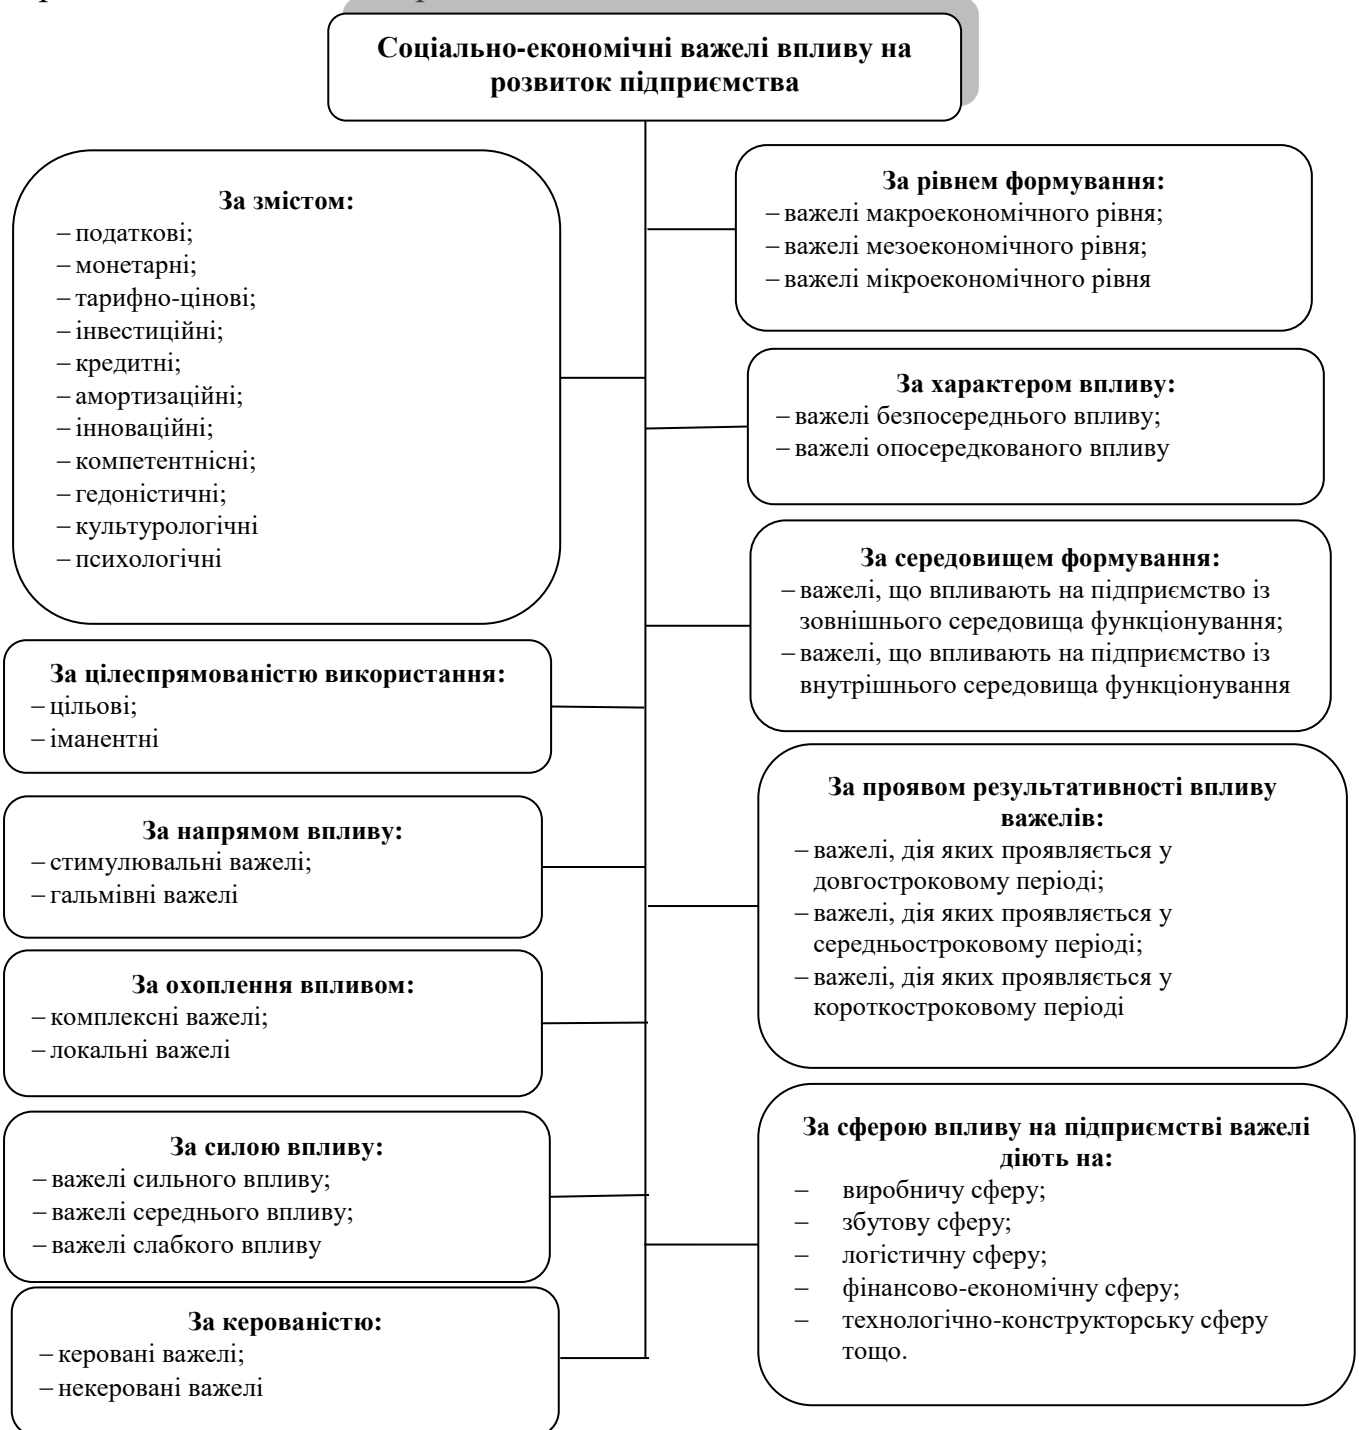 Соціально-економічні важелі впливу на
розвиток підприємства
За змістом:
– податкові;
– монетарні;
– тарифно-цінові;
– інвестиційні;
– кредитні;
– амортизаційні;
– інноваційні;
– компетентнісні;
– гедоністичні;
– культурологічні
– психологічні
За цілеспрямованістю використання:
– цільові;
– іманентні
За напрямом впливу:
– стимулювальні важелі;
– гальмівні важелі
За охоплення впливом:
– комплексні важелі;
– локальні важелі
За силою впливу:
– важелі сильного впливу;
– важелі середнього впливу;
– важелі слабкого впливу
За керованістю:
– керовані важелі;
– некеровані важелі
За рівнем формування:
– важелі макроекономічного рівня;
– важелі мезоекономічного рівня;
– важелі мікроекономічного рівня
За характером впливу:
– важелі безпосереднього впливу;
– важелі опосередкованого впливу
За середовищем формування:
– важелі, що впливають на підприємство із
зовнішнього середовища функціонування;
– важелі, що впливають на підприємство із
внутрішнього середовища функціонування
За проявом результативності впливу
важелів:
– важелі, дія яких проявляється у
довгостроковому періоді;
– важелі, дія яких проявляється у
середньостроковому періоді;
– важелі, дія яких проявляється у
короткостроковому періоді
За сферою впливу на підприємстві важелі
діють на:
– виробничу сферу;
– збутову сферу;
– логістичну сферу;
– фінансово-економічну сферу;
– технологічно-конструкторську сферу
тощо.